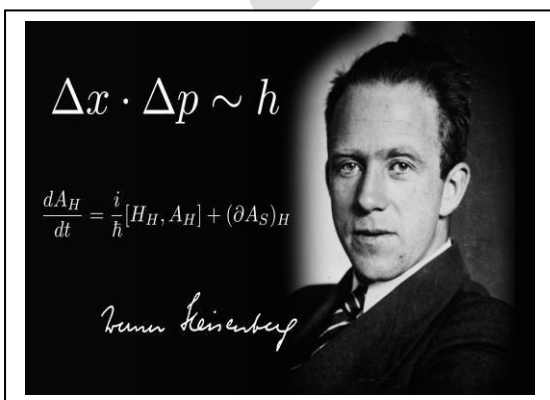 Δx · Δp ∼ h
dA_H/dt = i/ħ[H_H, A_H] + (∂A_S)_H
Werner Heisenberg